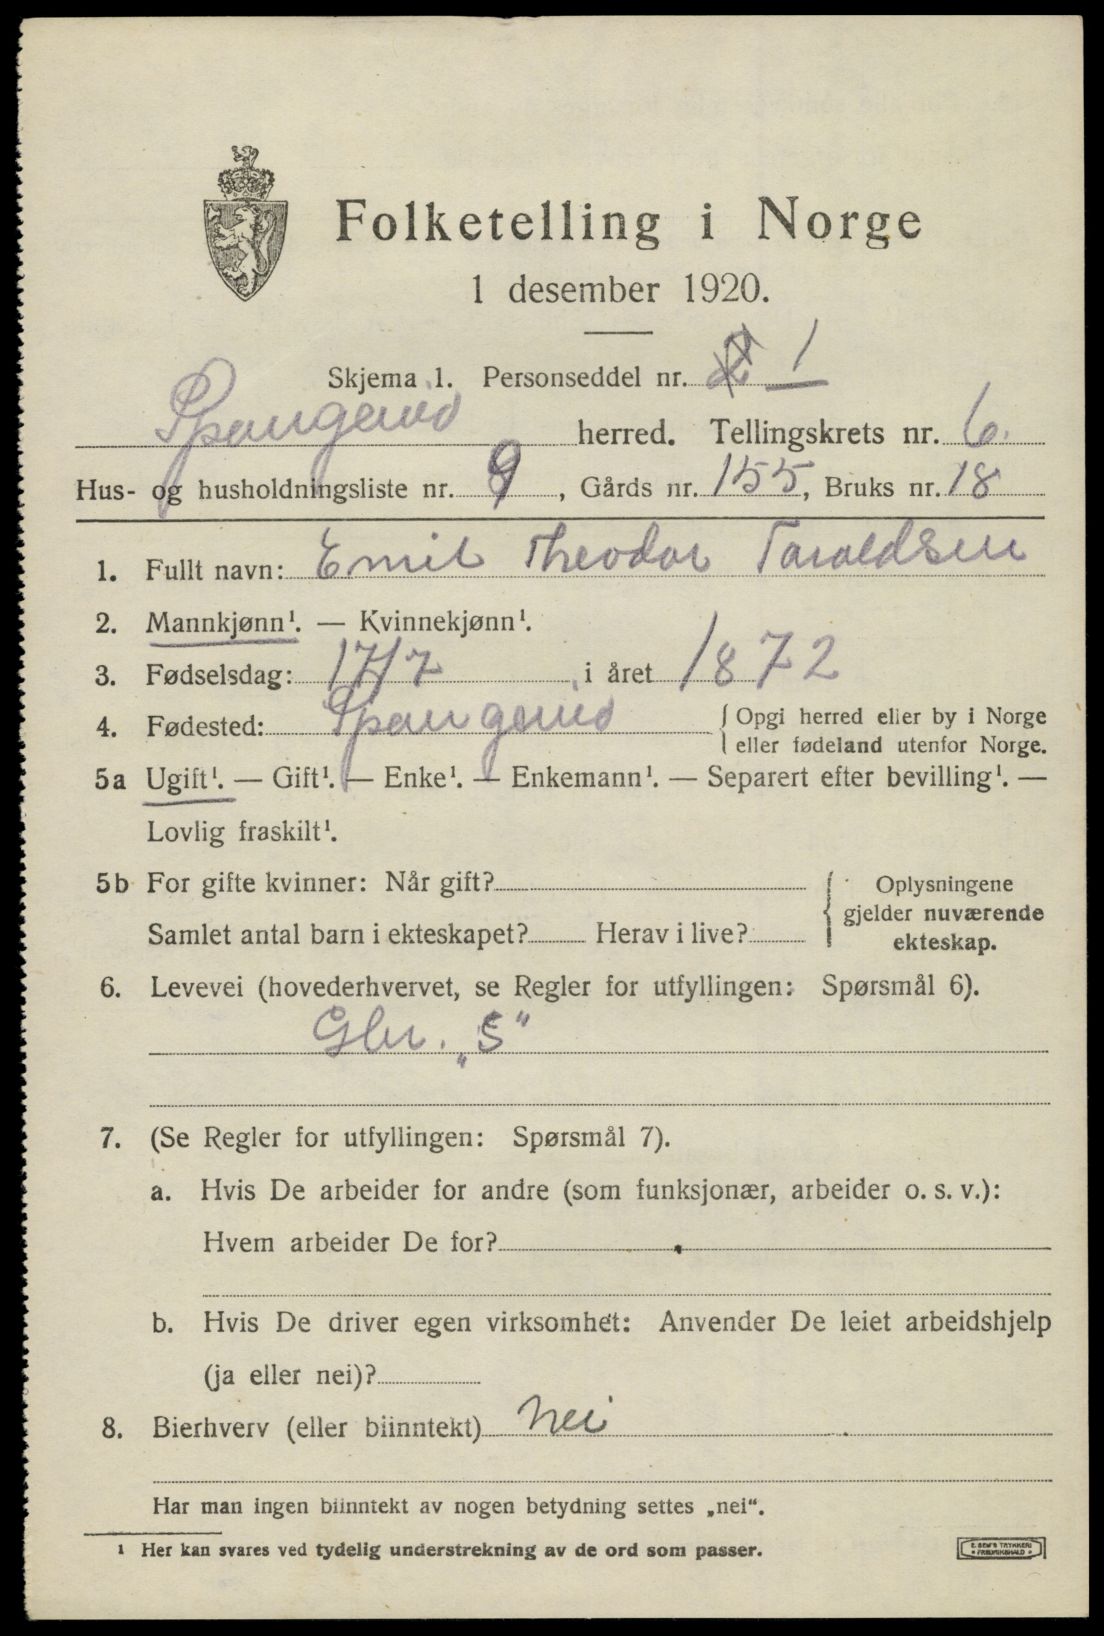 Folketelling i Norge
1 desember 1920.
Skjema 1. Personseddel nr. 1
Spangereid herred. Tellingskrets nr. 6.
Hus- og husholdningsliste nr. 9, Gårds nr. 155, Bruks nr. 18
1. Fullt navn: Emil Theodor Taraldsen
2. Mannkjønn¹. — Kvinnekjønn¹.
3. Fødselsdag: 17/7 i året 1872
4. Fødested: Spangereid {Opgi herred eller by i Norge
eller fødeland utenfor Norge.
5a Ugift¹. — Gift¹. — Enke¹. — Enkemann¹. — Separert efter bevilling¹. —
Lovlig fraskilt¹.
5b For gifte kvinner: Når gift? { Oplysningene
gjelder nuværende
Samlet antal barn i ekteskapet? Herav i live? ekteskap.
6. Levevei (hovederhvervet, se Regler for utfyllingen: Spørsmål 6).
Gbr. „S“
7. (Se Regler for utfyllingen: Spørsmål 7).
a. Hvis De arbeider for andre (som funksjonær, arbeider o. s. v.):
Hvem arbeider De for?
b. Hvis De driver egen virksomhet: Anvender De leiet arbeidshjelp
(ja eller nei)?
8. Bierhverv (eller biinntekt) Nei
Har man ingen biinntekt av nogen betydning settes „nei“.
¹ Her kan svares ved tydelig understrekning av de ord som passer.
E. SEM'S TRYKKERI
• FREDRIKSHALD •